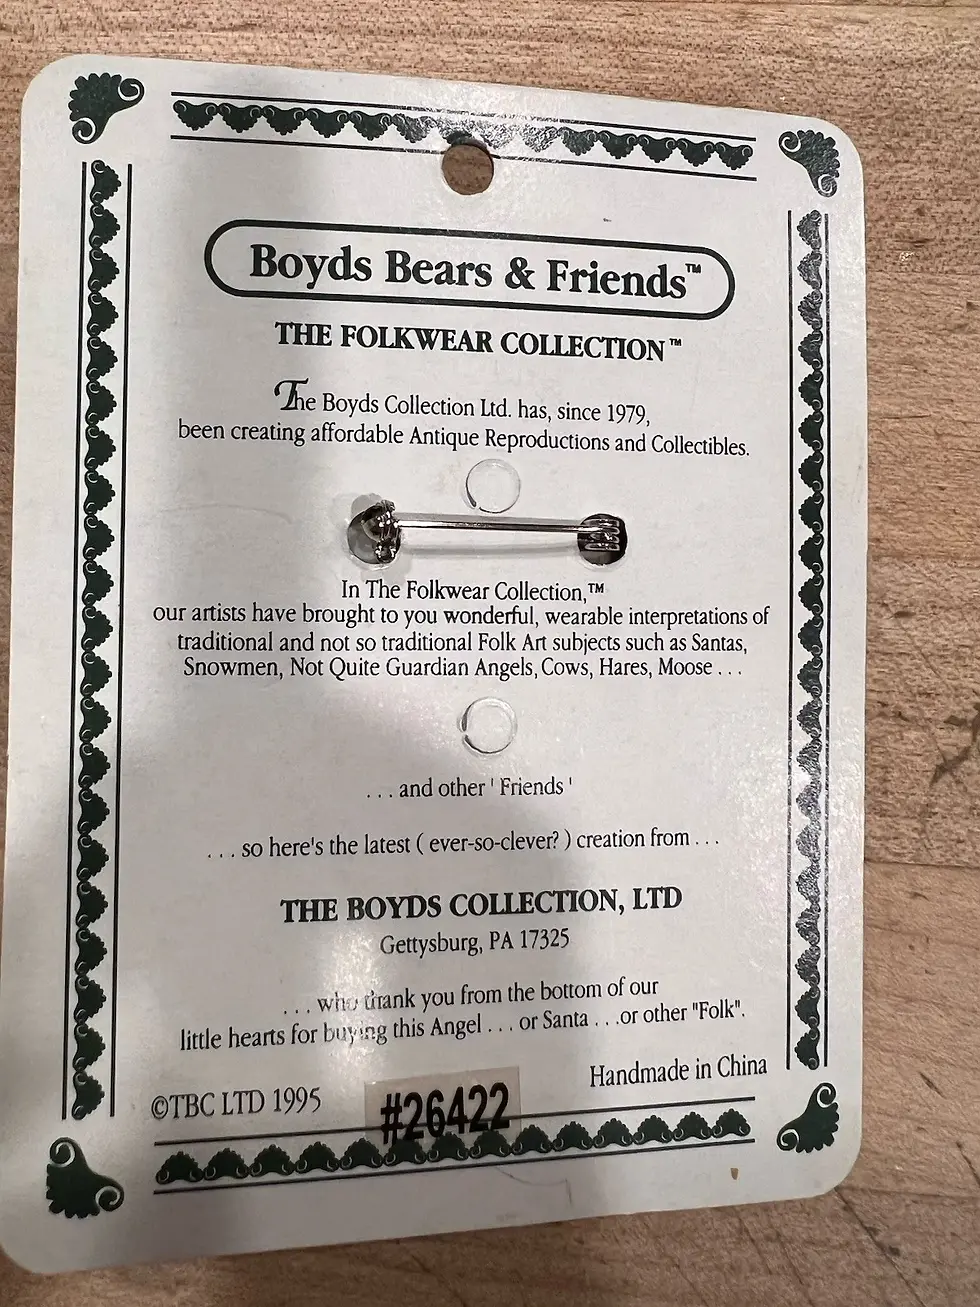 Boyds Bears & Friends™
THE FOLKWEAR COLLECTION™
The Boyds Collection Ltd. has, since 1979,
been creating affordable Antique Reproductions and Collectibles.
In The Folkwear Collection,™
our artists have brought to you wonderful, wearable interpretations of
traditional and not so traditional Folk Art subjects such as Santas,
Snowmen, Not Quite Guardian Angels, Cows, Hares, Moose . . .
. . . and other ' Friends '
. . . so here's the latest ( ever-so-clever? ) creation from . . .
THE BOYDS COLLECTION, LTD
Gettysburg, PA 17325
. . . who thank you from the bottom of our
little hearts for buying this Angel . . . or Santa . . .or other "Folk".
Handmade in China
©TBC LTD 1995
#26422